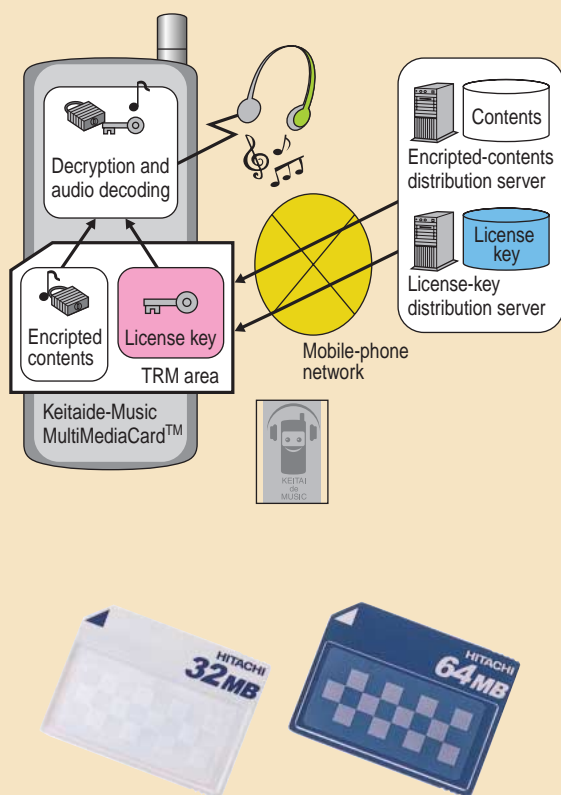 Decryption and
audio decoding
Encripted
contents
License key
TRM area
Keitaide-Music
MultiMediaCard™
Mobile-phone
network
Contents
Encripted-contents
distribution server
License
key
License-key
distribution server
KEITAI
de
MUSIC
HITACHI
32MB
HITACHI
64MB